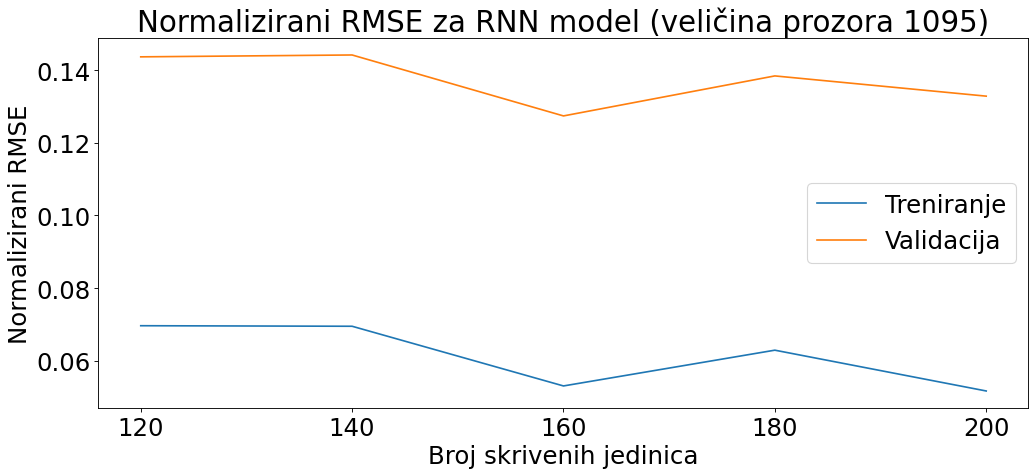 Normalizirani RMSE za RNN model (veličina prozora 1095)
Normalizirani RMSE
0.14
0.12
0.10
0.08
0.06
Treniranje
Validacija
120 140 160 180 200
Broj skrivenih jedinica